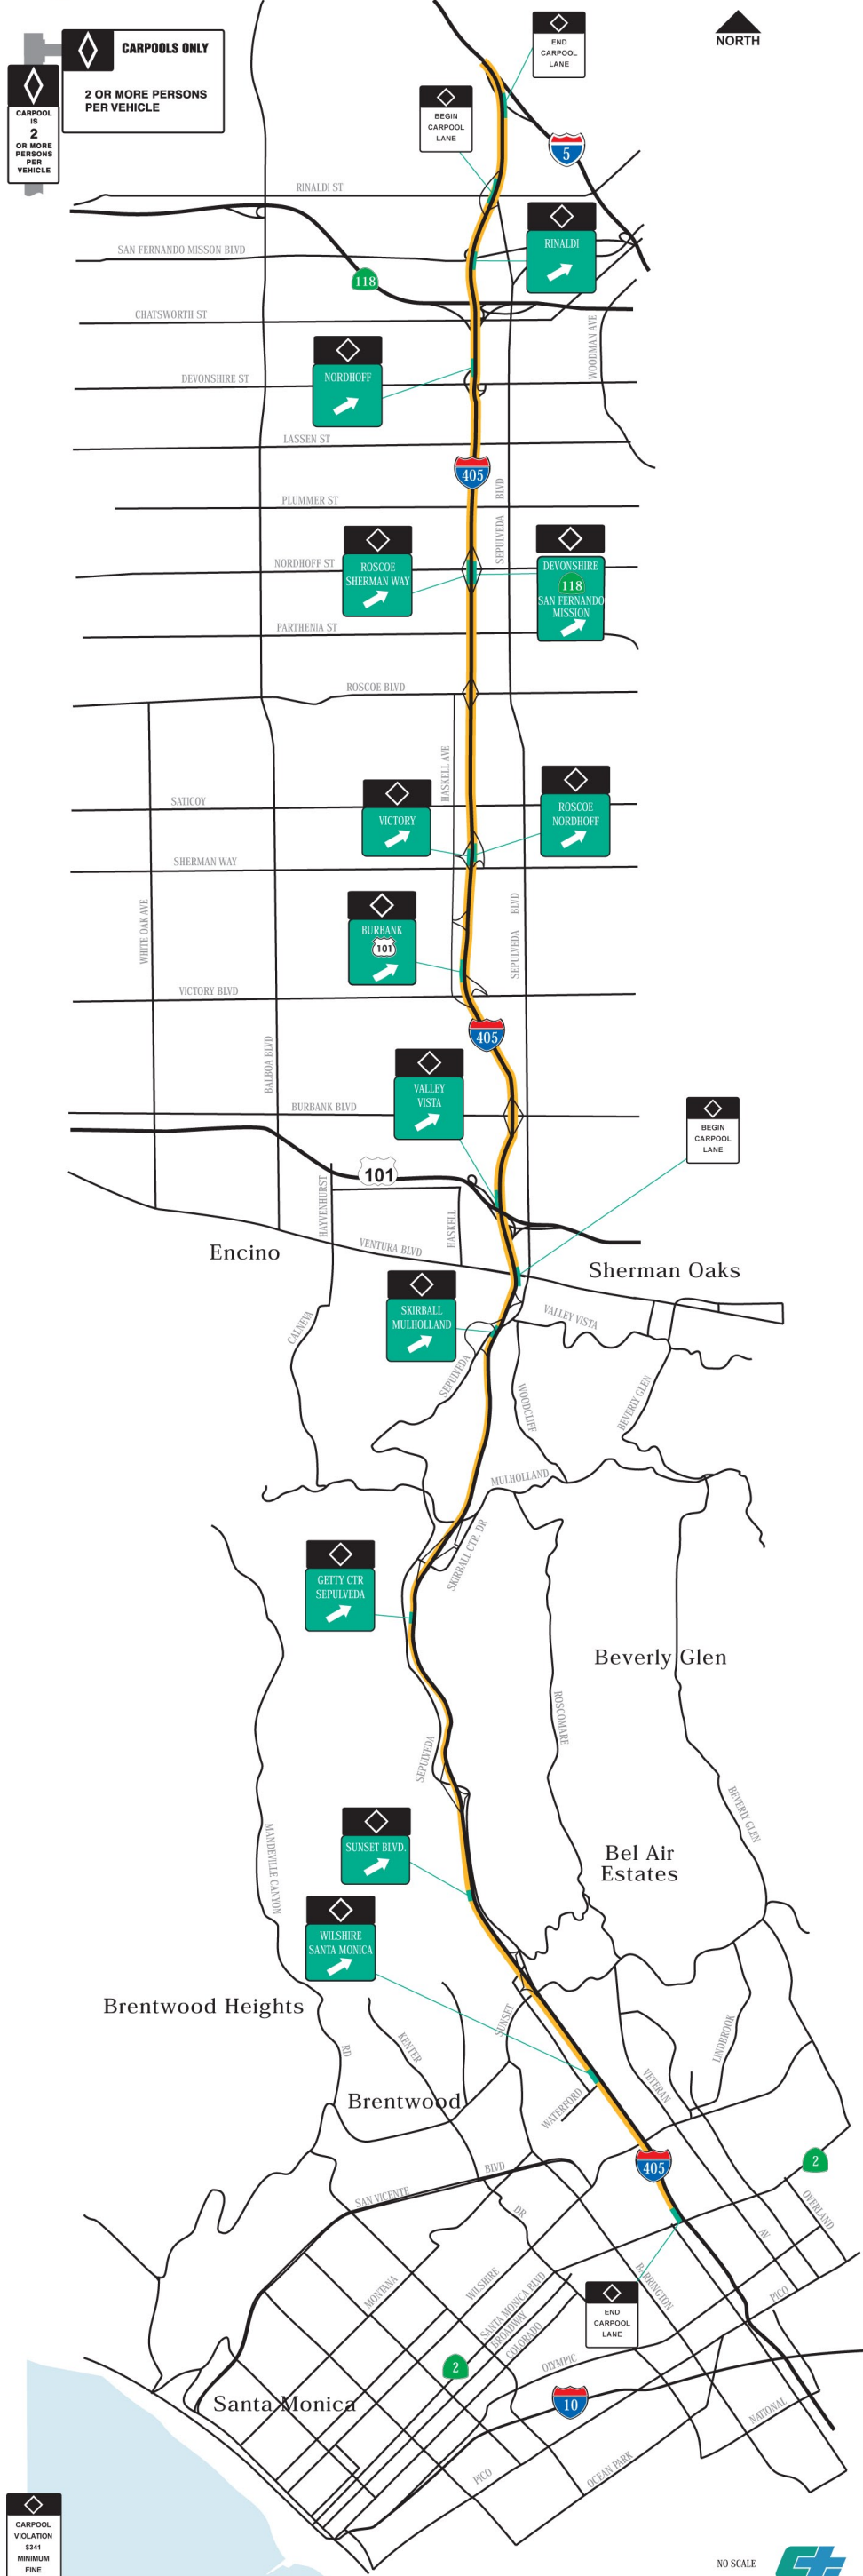 CARPOOLS ONLY
2 OR MORE PERSONS
PER VEHICLE
CARPOOL
IS
2
OR MORE
PERSONS
PER
VEHICLE
END
CARPOOL
LANE
NORTH
BEGIN
CARPOOL
LANE
5
RINALDI ST
RINALDI
SAN FERNANDO MISSON BLVD
118
CHATSWORTH ST
WOODMAN AVE
NORDHOFF
DEVONSHIRE ST
LASSEN ST
405
PLUMMER ST
SEPULVEDA BLVD
ROSCOE
SHERMAN WAY
DEVONSHIRE
118
SAN FERNANDO
MISSION
NORDHOFF ST
PARTHENIA ST
ROSCOE BLVD
HASKELL AVE
SATICOY
VICTORY
ROSCOE
NORDHOFF
SHERMAN WAY
WHITE OAK AVE
BURBANK
101
SEPULVEDA BLVD
VICTORY BLVD
405
BALBOA BLVD
VALLEY
VISTA
BURBANK BLVD
BEGIN
CARPOOL
LANE
101
HAYVENHURST
HASKELL
VENTURA BLVD
Encino
Sherman Oaks
SKIRBALL
MULHOLLAND
VALLEY VISTA
CALNEVA
SEPULVEDA
WOODCLIFF
BEVERLY GLEN
MULHOLLAND
SKIRBALL CTR. DR
GETTY CTR
SEPULVEDA
Beverly Glen
ROSCOMARE
SEPULVEDA
BEVERLY GLEN
MANDEVILLE CANYON
SUNSET BLVD.
Bel Air
Estates
WILSHIRE
SANTA MONICA
Brentwood Heights
RD
KENTER
SUNSET
LINDBROOK
VETERAN
WATERFORD
Brentwood
405
2
BLVD
SAN VICENTE
DR
OVERLAND
AV
MONTANA
WILSHIRE
SANTA MONICA BLVD
BROADWAY
COLORADO
BARRINGTON
PICO
END
CARPOOL
LANE
2
OLYMPIC
10
Santa Monica
NATIONAL
PICO
OCEAN PARK
CARPOOL
VIOLATION
$341
MINIMUM
FINE
NO SCALE